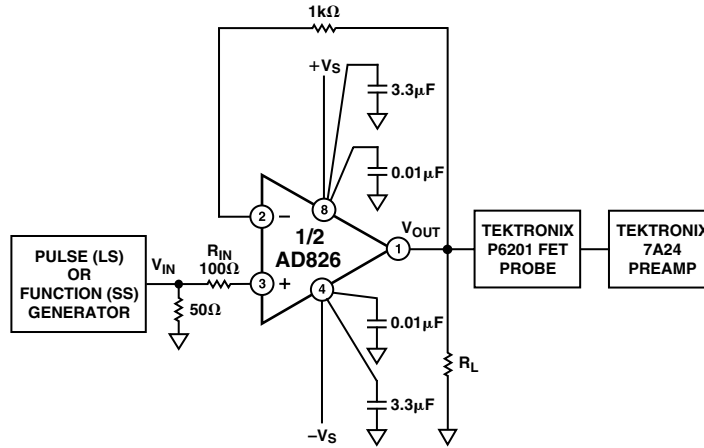 1kΩ
+VS
3.3μF
0.01μF
8
2
−
1/2
AD826
VOUT
1
TEKTRONIX
P6201 FET
PROBE
TEKTRONIX
7A24
PREAMP
PULSE (LS)
OR
FUNCTION (SS)
GENERATOR
VIN
RIN
100Ω
3
+
50Ω
4
0.01μF
3.3μF
RL
−VS